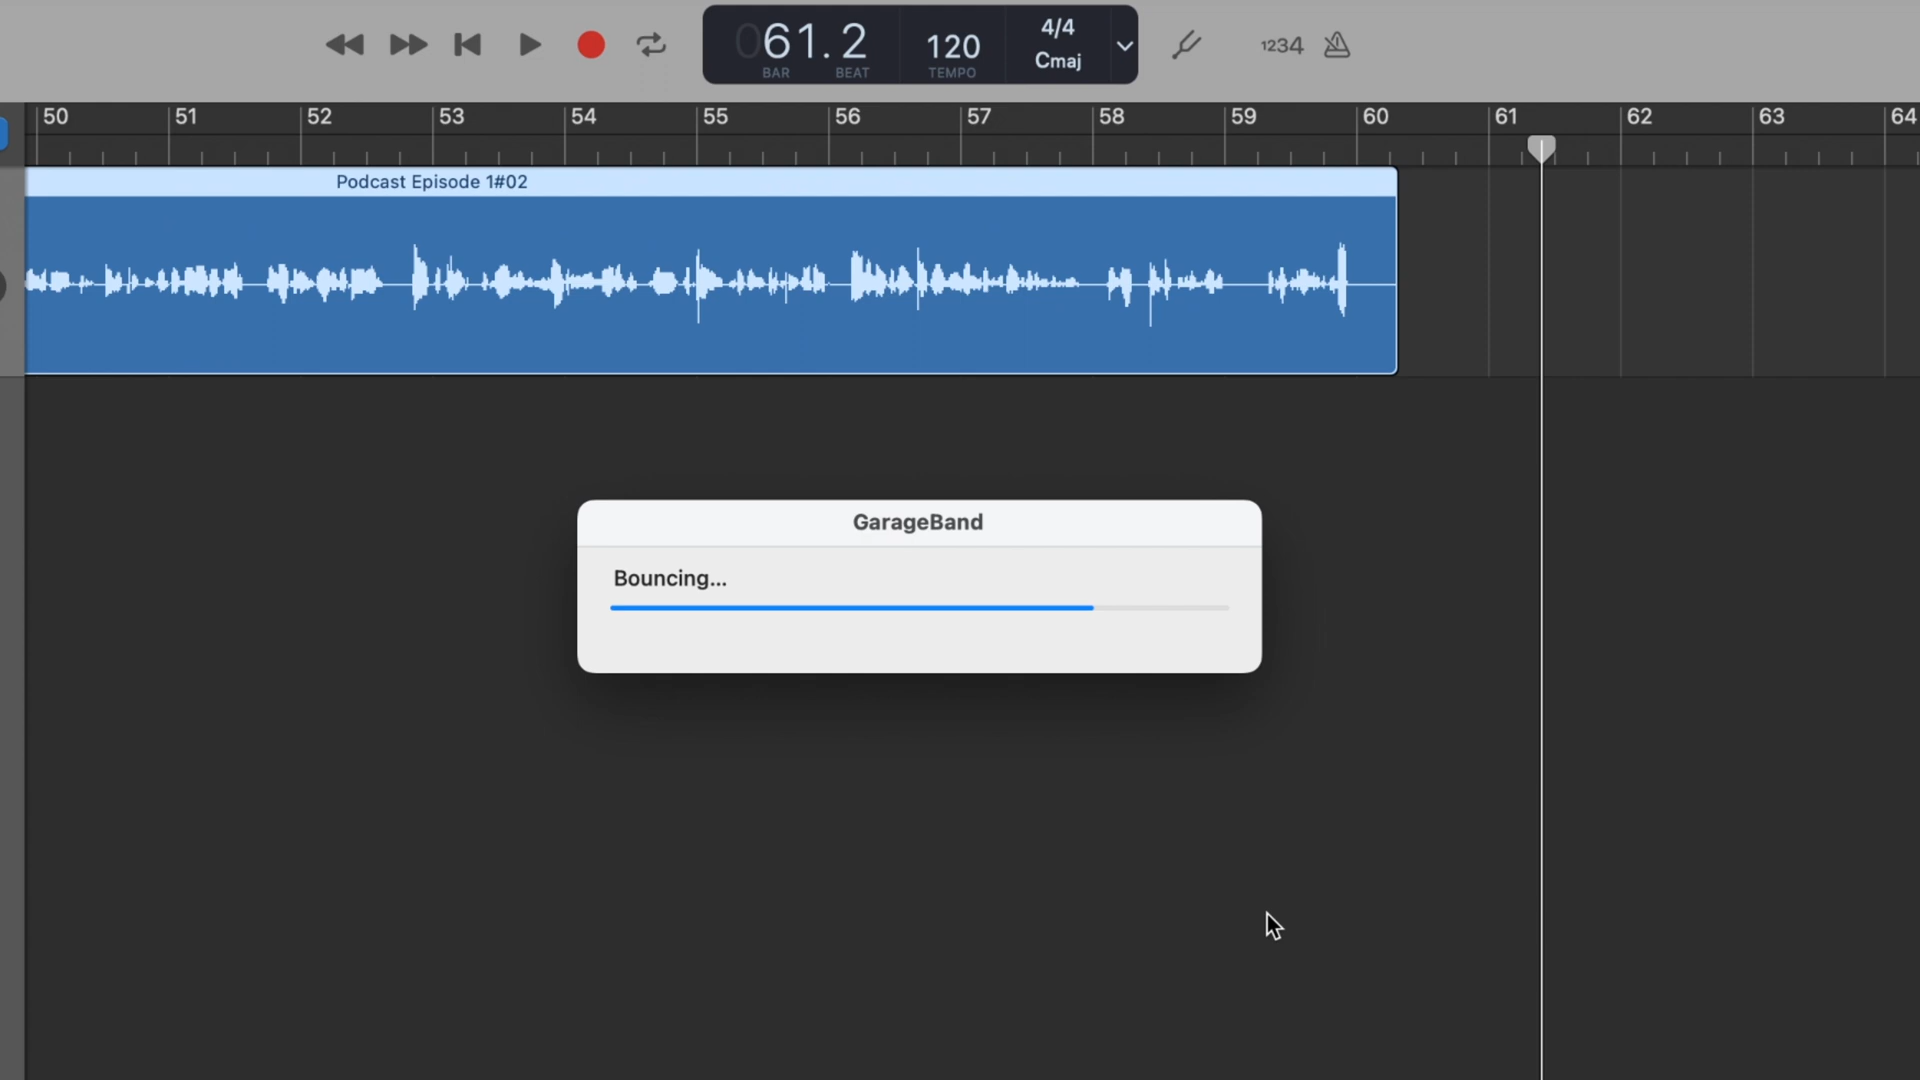 061.2
BAR BEAT
120
TEMPO
4/4
Cmaj
1234
50 51 52 53 54 55 56 57 58 59 60 61 62 63 64
Podcast Episode 1#02
GarageBand
Bouncing...